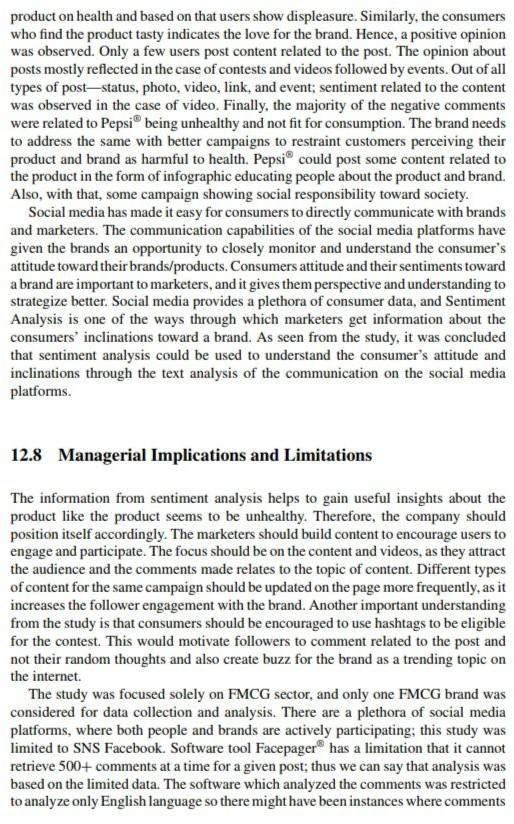 product on health and based on that users show displeasure. Similarly, the consumers
who find the product tasty indicates the love for the brand. Hence, a positive opinion
was observed. Only a few users post content related to the post. The opinion about
posts mostly reflected in the case of contests and videos followed by events. Out of all
types of post—status, photo, video, link, and event; sentiment related to the content
was observed in the case of video. Finally, the majority of the negative comments
were related to Pepsi® being unhealthy and not fit for consumption. The brand needs
to address the same with better campaigns to restraint customers perceiving their
product and brand as harmful to health. Pepsi® could post some content related to
the product in the form of infographic educating people about the product and brand.
Also, with that, some campaign showing social responsibility toward society.
Social media has made it easy for consumers to directly communicate with brands
and marketers. The communication capabilities of the social media platforms have
given the brands an opportunity to closely monitor and understand the consumer's
attitude toward their brands/products. Consumers attitude and their sentiments toward
a brand are important to marketers, and it gives them perspective and understanding to
strategize better. Social media provides a plethora of consumer data, and Sentiment
Analysis is one of the ways through which marketers get information about the
consumers' inclinations toward a brand. As seen from the study, it was concluded
that sentiment analysis could be used to understand the consumer's attitude and
inclinations through the text analysis of the communication on the social media
platforms.
12.8 Managerial Implications and Limitations
The information from sentiment analysis helps to gain useful insights about the
product like the product seems to be unhealthy. Therefore, the company should
position itself accordingly. The marketers should build content to encourage users to
engage and participate. The focus should be on the content and videos, as they attract
the audience and the comments made relates to the topic of content. Different types
of content for the same campaign should be updated on the page more frequently, as it
increases the follower engagement with the brand. Another important understanding
from the study is that consumers should be encouraged to use hashtags to be eligible
for the contest. This would motivate followers to comment related to the post and
not their random thoughts and also create buzz for the brand as a trending topic on
the internet.
The study was focused solely on FMCG sector, and only one FMCG brand was
considered for data collection and analysis. There are a plethora of social media
platforms, where both people and brands are actively participating; this study was
limited to SNS Facebook. Software tool Facepager® has a limitation that it cannot
retrieve 500+ comments at a time for a given post; thus we can say that analysis was
based on the limited data. The software which analyzed the comments was restricted
to analyze only English language so there might have been instances where comments